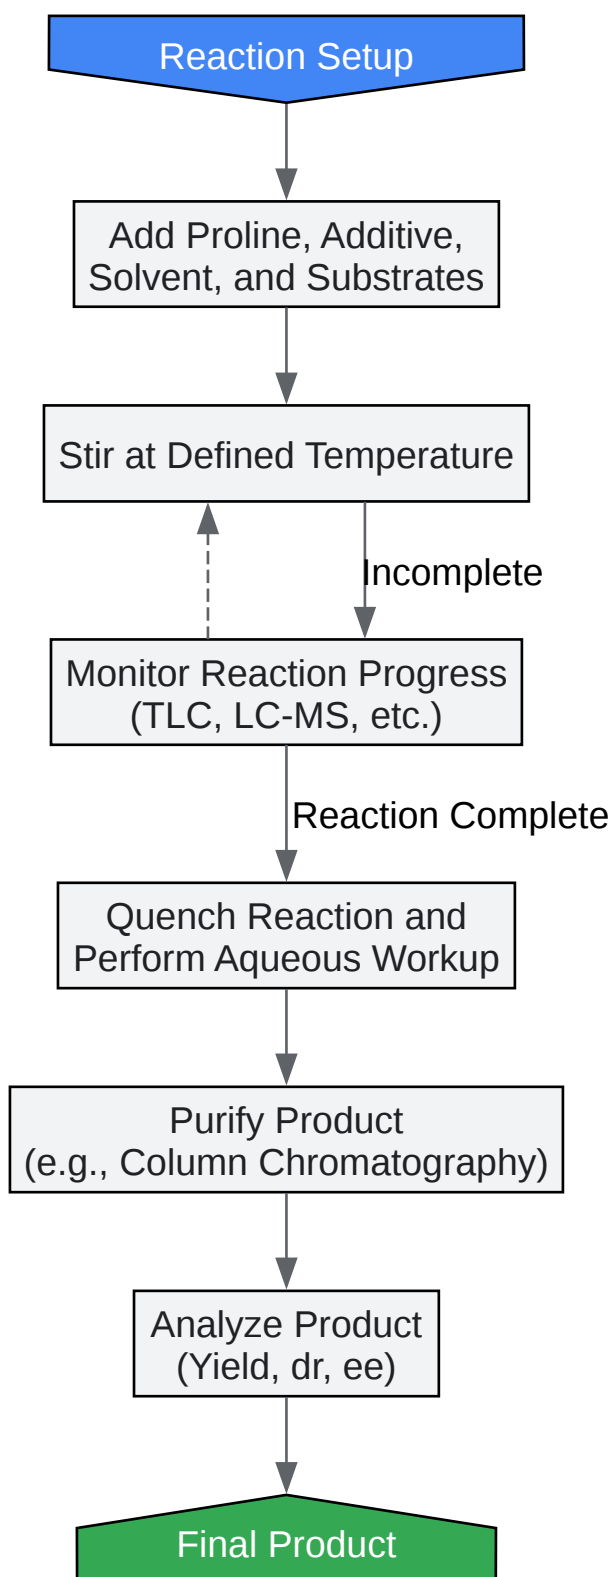 Reaction Setup
Add Proline, Additive,
Solvent, and Substrates
Stir at Defined Temperature
Incomplete
Monitor Reaction Progress
(TLC, LC-MS, etc.)
Reaction Complete
Quench Reaction and
Perform Aqueous Workup
Purify Product
(e.g., Column Chromatography)
Analyze Product
(Yield, dr, ee)
Final Product